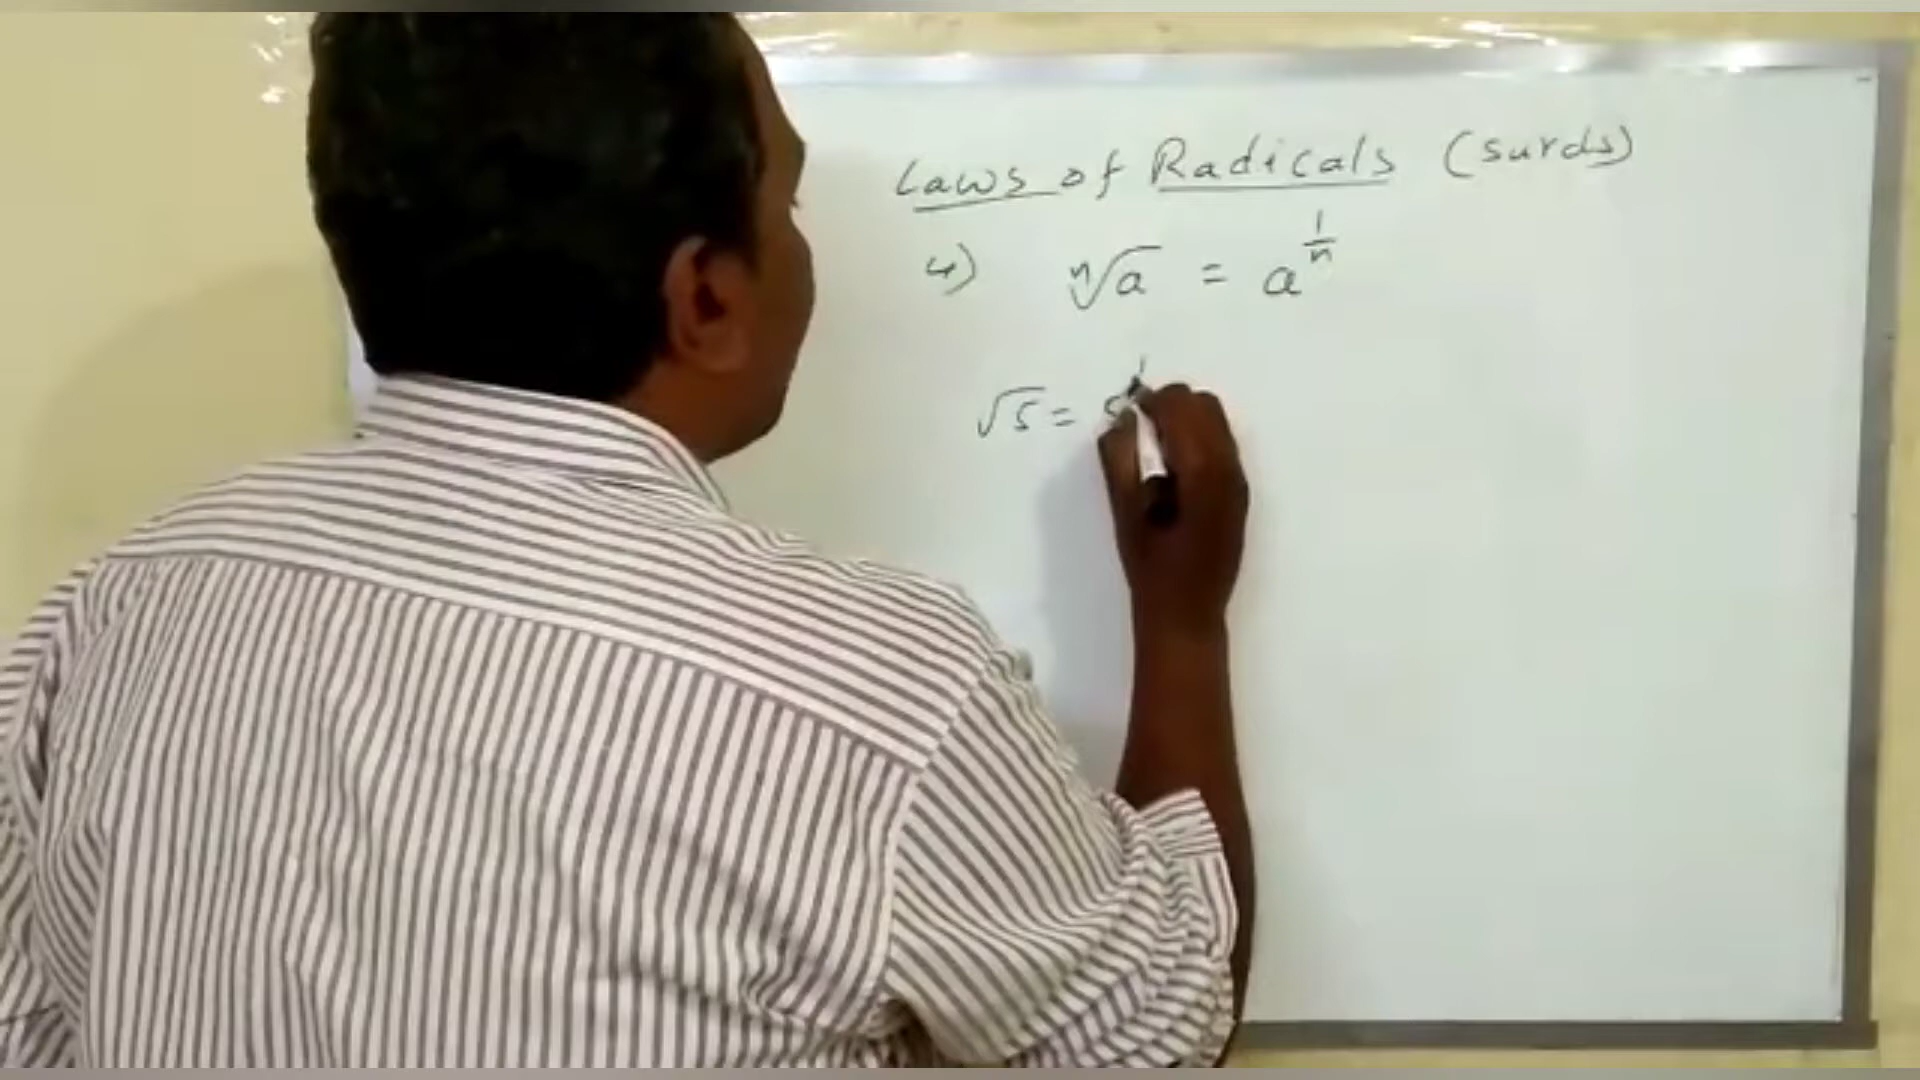 Laws of Radicals (surds)
4) ⁿ√a = a^(1/n)
√5 = 5